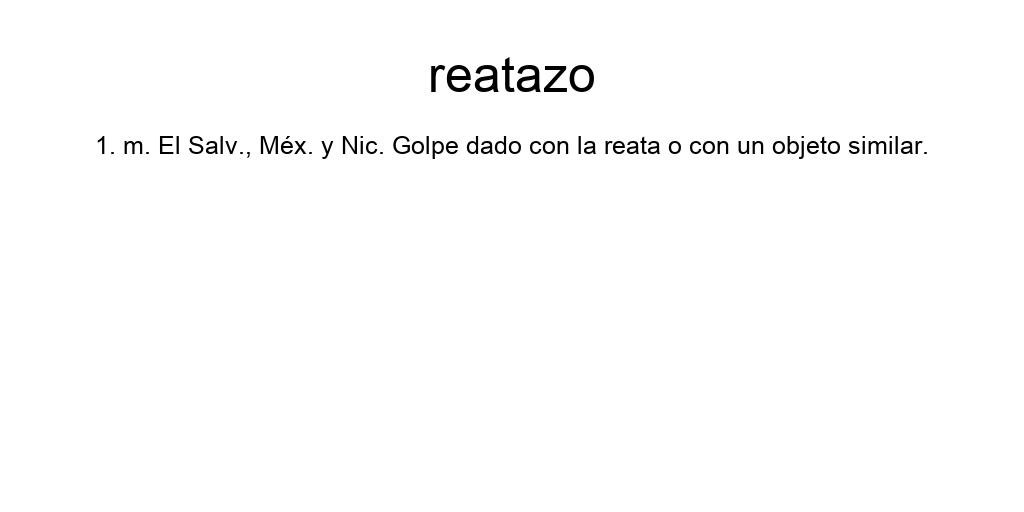 reatazo
1. m. El Salv., Méx. y Nic. Golpe dado con la reata o con un objeto similar.